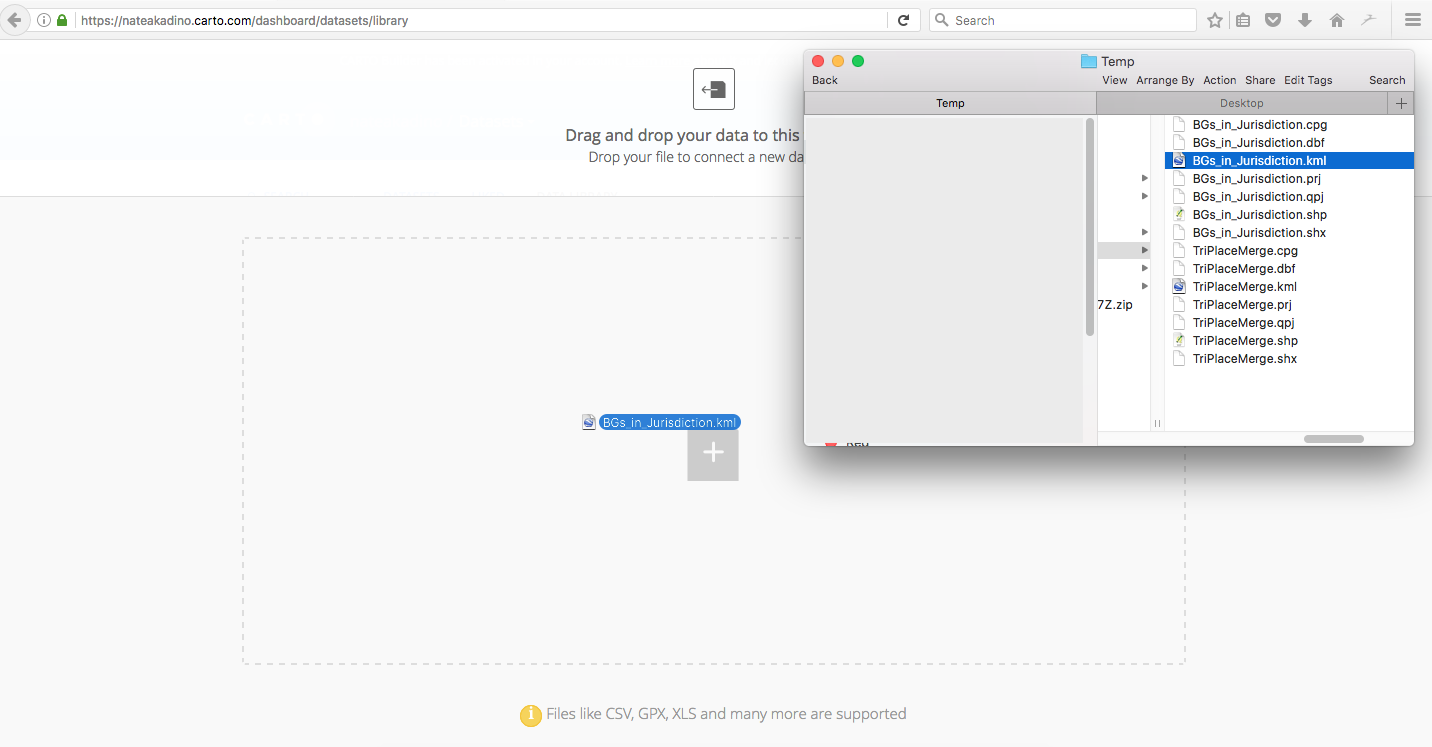 https://nateakadino.carto.com/dashboard/datasets/library
Search
Temp
Back
View Arrange By Action Share Edit Tags Search
Temp Desktop
Drag and drop your data to this
Drop your file to connect a new da
BGs_in_Jurisdiction.cpg
BGs_in_Jurisdiction.dbf
BGs_in_Jurisdiction.kml
BGs_in_Jurisdiction.prj
BGs_in_Jurisdiction.qpj
BGs_in_Jurisdiction.shp
BGs_in_Jurisdiction.shx
TriPlaceMerge.cpg
TriPlaceMerge.dbf
TriPlaceMerge.kml
7Z.zip
TriPlaceMerge.prj
TriPlaceMerge.qpj
TriPlaceMerge.shp
TriPlaceMerge.shx
BGs_in_Jurisdiction.kml
Files like CSV, GPX, XLS and many more are supported